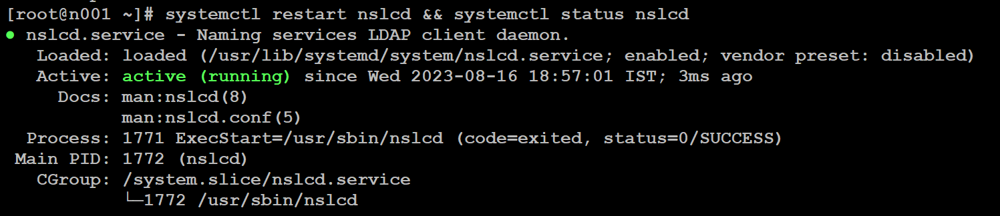 [root@n001 ~]# systemctl restart nslcd && systemctl status nslcd
● nslcd.service - Naming services LDAP client daemon.
   Loaded: loaded (/usr/lib/systemd/system/nslcd.service; enabled; vendor preset: disabled)
   Active: active (running) since Wed 2023-08-16 18:57:01 IST; 3ms ago
     Docs: man:nslcd(8)
           man:nslcd.conf(5)
  Process: 1771 ExecStart=/usr/sbin/nslcd (code=exited, status=0/SUCCESS)
 Main PID: 1772 (nslcd)
   CGroup: /system.slice/nslcd.service
           └─1772 /usr/sbin/nslcd